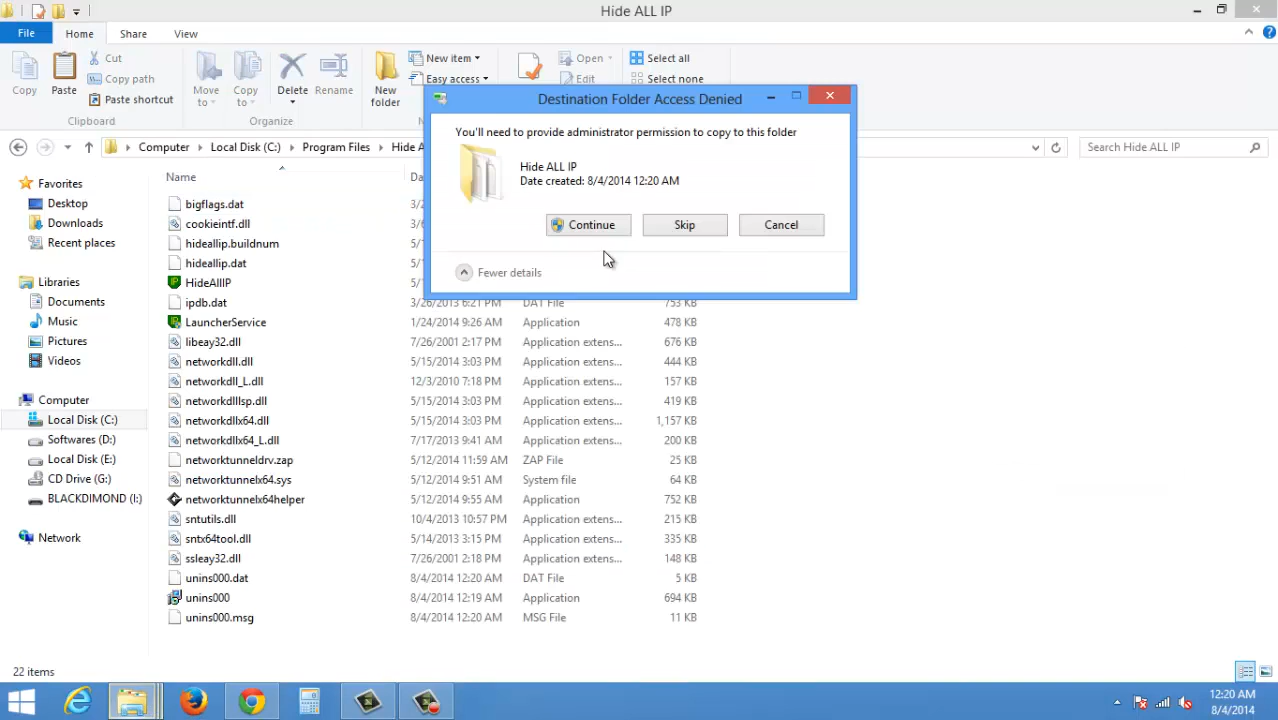 Hide ALL IP
File Home Share View
Copy
Paste
Cut
Copy path
Paste shortcut
Clipboard
Move to
Copy to
Delete
Rename
Organize
New folder
New item
Easy access
Open
Edit
Select all
Select none
Computer Local Disk (C:) Program Files Hide A
Search Hide ALL IP
Destination Folder Access Denied
You'll need to provide administrator permission to copy to this folder
Hide ALL IP
Date created: 8/4/2014 12:20 AM
Continue Skip Cancel
Fewer details
Favorites
Desktop
Downloads
Recent places
Libraries
Documents
Music
Pictures
Videos
Computer
Local Disk (C:)
Softwares (D:)
Local Disk (E:)
CD Drive (G:)
BLACKDIMOND (I:)
Network
Name Da
bigflags.dat 3/2
cookieintf.dll 3/6
hideallip.buildnum 5/1
hideallip.dat 5/1
HideAllIP 5/1
ipdb.dat 3/26/2013 6:21 PM DAT File 753 KB
LauncherService 1/24/2014 9:26 AM Application 478 KB
libeay32.dll 7/26/2001 2:17 PM Application extens... 676 KB
networkdll.dll 5/15/2014 3:03 PM Application extens... 444 KB
networkdll_L.dll 12/3/2010 7:18 PM Application extens... 157 KB
networkdlllsp.dll 5/15/2014 3:03 PM Application extens... 419 KB
networkdllx64.dll 5/15/2014 3:03 PM Application extens... 1,157 KB
networkdllx64_L.dll 7/17/2013 9:41 AM Application extens... 200 KB
networktunneldrv.zap 5/12/2014 11:59 AM ZAP File 25 KB
networktunnelx64.sys 5/12/2014 9:51 AM System file 64 KB
networktunnelx64helper 5/12/2014 9:55 AM Application 752 KB
sntutils.dll 10/4/2013 10:57 PM Application extens... 215 KB
sntx64tool.dll 5/14/2013 3:15 PM Application extens... 335 KB
ssleay32.dll 7/26/2001 2:18 PM Application extens... 148 KB
unins000.dat 8/4/2014 12:20 AM DAT File 5 KB
unins000 8/4/2014 12:19 AM Application 694 KB
unins000.msg 8/4/2014 12:20 AM MSG File 11 KB
22 items
12:20 AM
8/4/2014